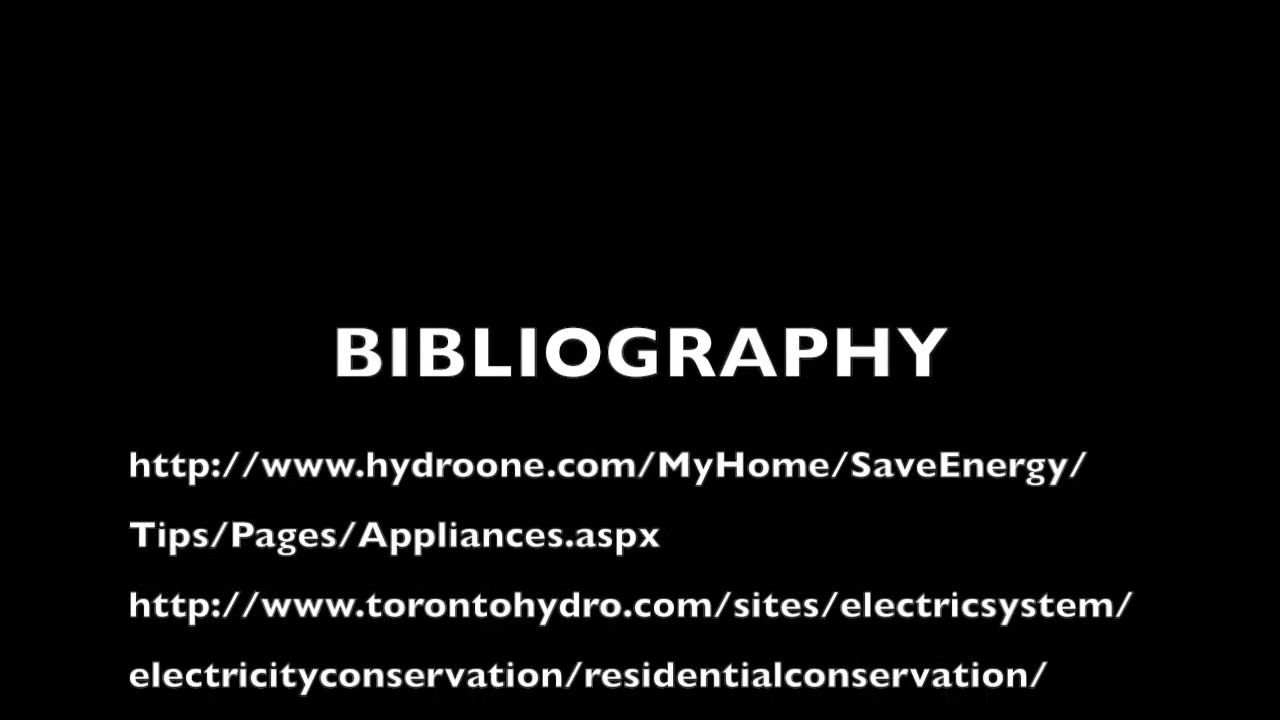 BIBLIOGRAPHY
http://www.hydroone.com/MyHome/SaveEnergy/
Tips/Pages/Appliances.aspx
http://www.torontohydro.com/sites/electricsystem/
electricityconservation/residentialconservation/